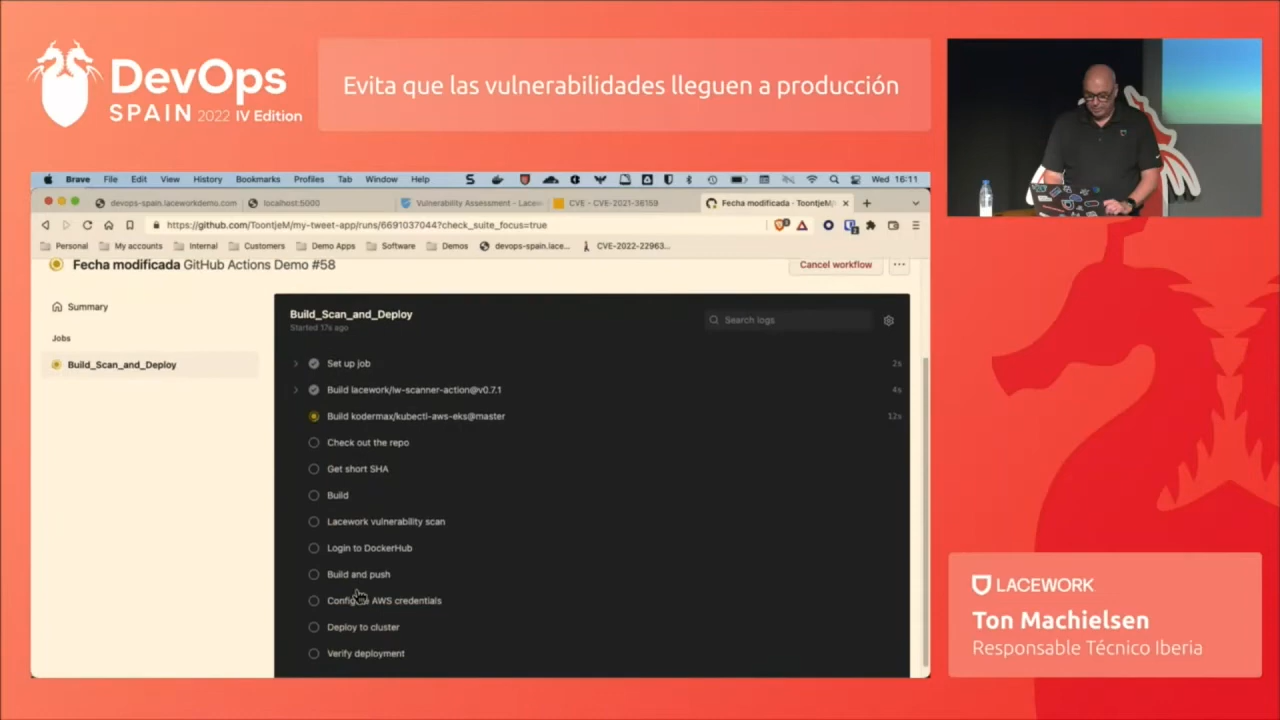 DevOps
SPAIN 2022 IV Edition
Evita que las vulnerabilidades lleguen a producción
Brave File Edit View History Bookmarks Profiles Tab Window Help Wed 16:11
devops-spain.laceworkdemo.com localhost:5000 Vulnerability Assessment - Lacew CVE - CVE-2021-36159 Fecha modificada · ToontjeM/
https://github.com/ToontjeM/my-tweet-app/runs/6691037044?check_suite_focus=true
Personal My accounts Internal Customers Demo Apps Software Demos devops-spain.lace... CVE-2022-22963...
Fecha modificada GitHub Actions Demo #58
Cancel workflow
Summary
Jobs
Build_Scan_and_Deploy
Build_Scan_and_Deploy
Started 17s ago
Search logs
Set up job 2s
Build lacework/lw-scanner-action@v0.7.1 4s
Build kodermax/kubectl-aws-eks@master 12s
Check out the repo
Get short SHA
Build
Lacework vulnerability scan
Login to DockerHub
Build and push
Configure AWS credentials
Deploy to cluster
Verify deployment
LACEWORK
Ton Machielsen
Responsable Técnico Iberia